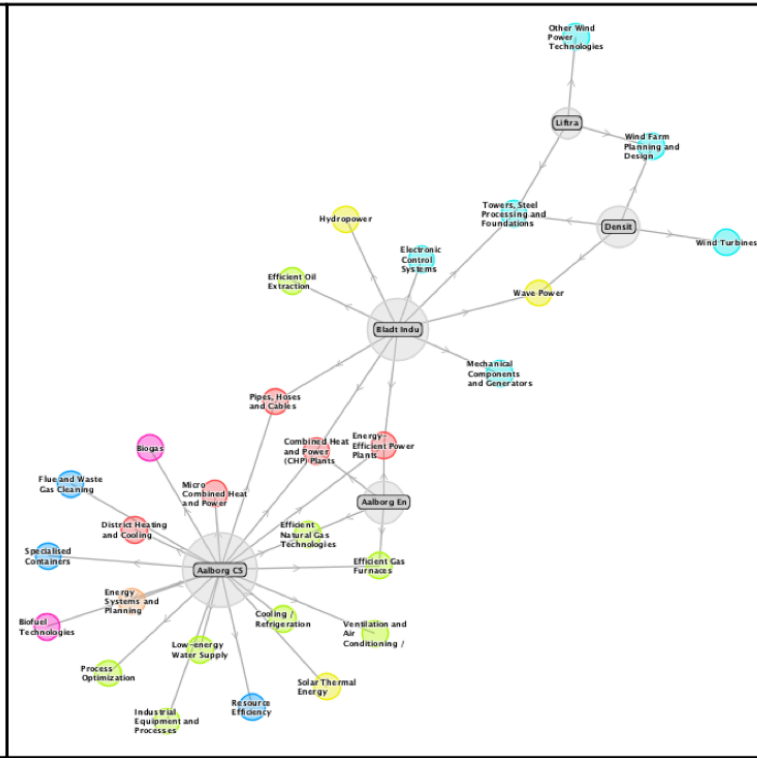 Other Wind
Power
Technologies
Liftra
Wind Farm
Planning and
Design
Towers, Steel
Processing and
Foundations
Densit
Wind Turbines
Hydropower
Electronic
Control
Systems
Efficient Oil
Extraction
Wave Power
Bladt Indu
Mechanical
Components
and Generators
Pipes, Hoses
and Cables
Combined Heat
and Power
(CHP) Plants
Energy-
Efficient Power
Plants
Biogas
Flue and Waste
Gas Cleaning
Micro
Combined Heat
and Power
Aalborg En
District Heating
and Cooling
Efficient
Natural Gas
Technologies
Specialised
Containers
Aalborg CS
Efficient Gas
Furnaces
Energy
Systems and
Planning
Biofuel
Technologies
Cooling /
Refrigeration
Ventilation and
Air
Conditioning /
Low-energy
Water Supply
Process
Optimization
Solar Thermal
Energy
Resource
Efficiency
Industrial
Equipment and
Processes